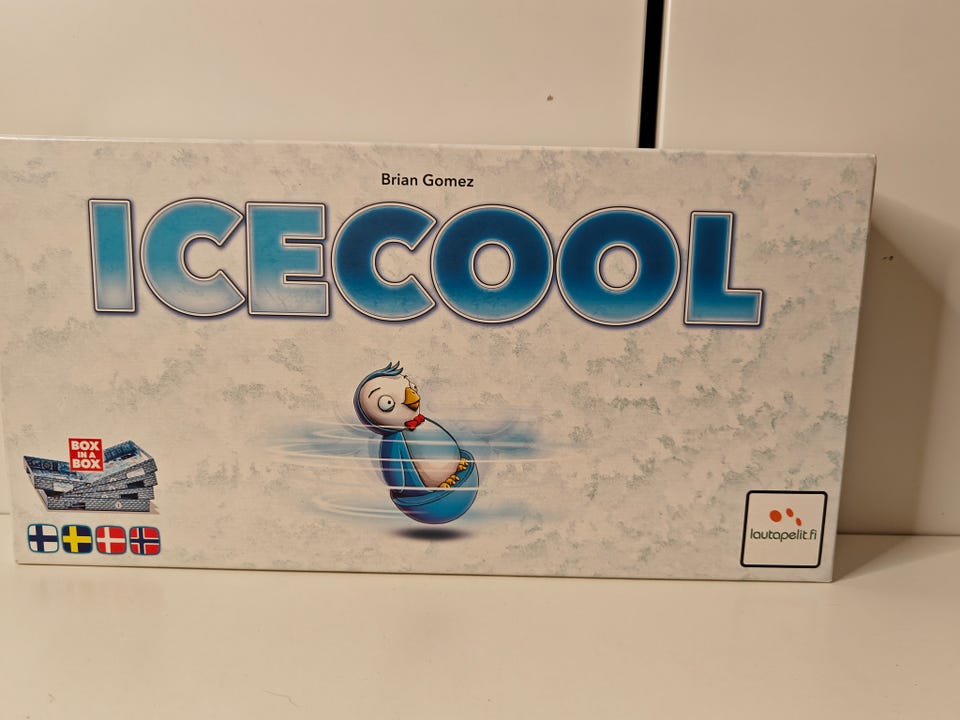 Brian Gomez
ICECOOL
BOX
IN A
BOX
lautapelit.fi